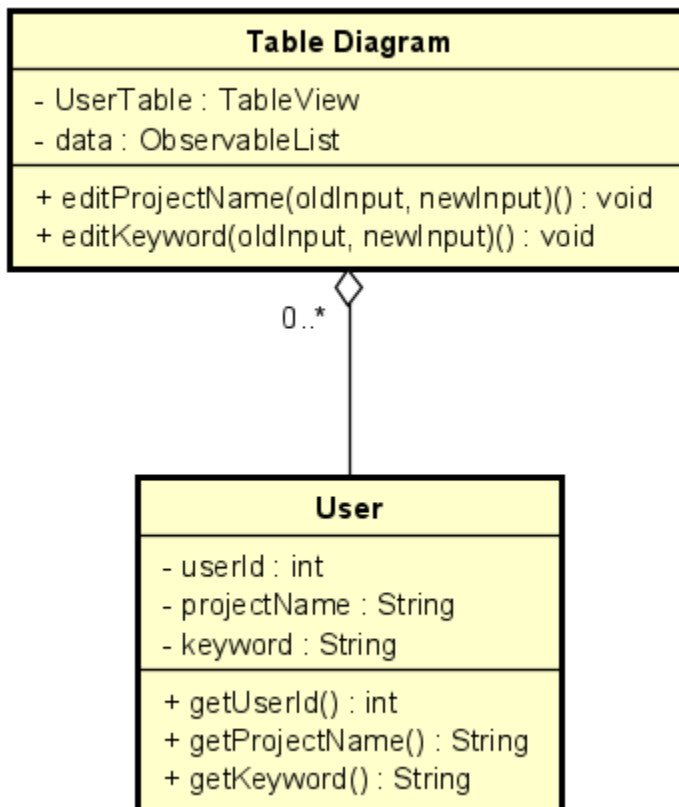 Table Diagram
- UserTable : TableView
- data : ObservableList
+ editProjectName(oldInput, newInput)() : void
+ editKeyword(oldInput, newInput)() : void
0..*
User
- userId : int
- projectName : String
- keyword : String
+ getUserId() : int
+ getProjectName() : String
+ getKeyword() : String